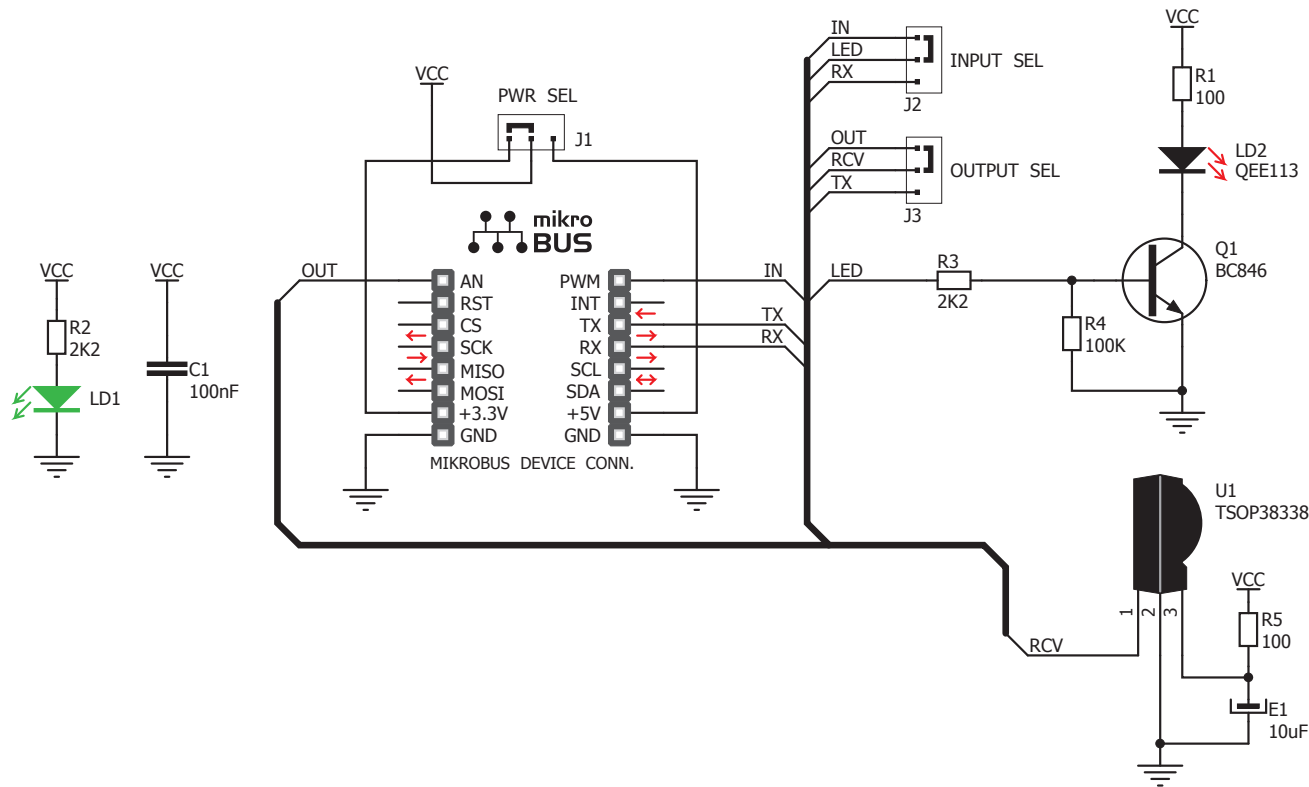 VCC
PWR SEL
J1
IN
LED
RX
INPUT SEL
J2
OUT
RCV
TX
OUTPUT SEL
J3
VCC
R1
100
LD2
QEE113
Q1
BC846
mikro
BUS
VCC
R2
2K2
LD1
VCC
C1
100nF
OUT
AN
RST
CS
SCK
MISO
MOSI
+3.3V
GND
PWM
INT
TX
RX
SCL
SDA
+5V
GND
MIKROBUS DEVICE CONN.
IN
TX
RX
LED
R3
2K2
R4
100K
U1
TSOP38338
1
2
3
RCV
VCC
R5
100
E1
10uF